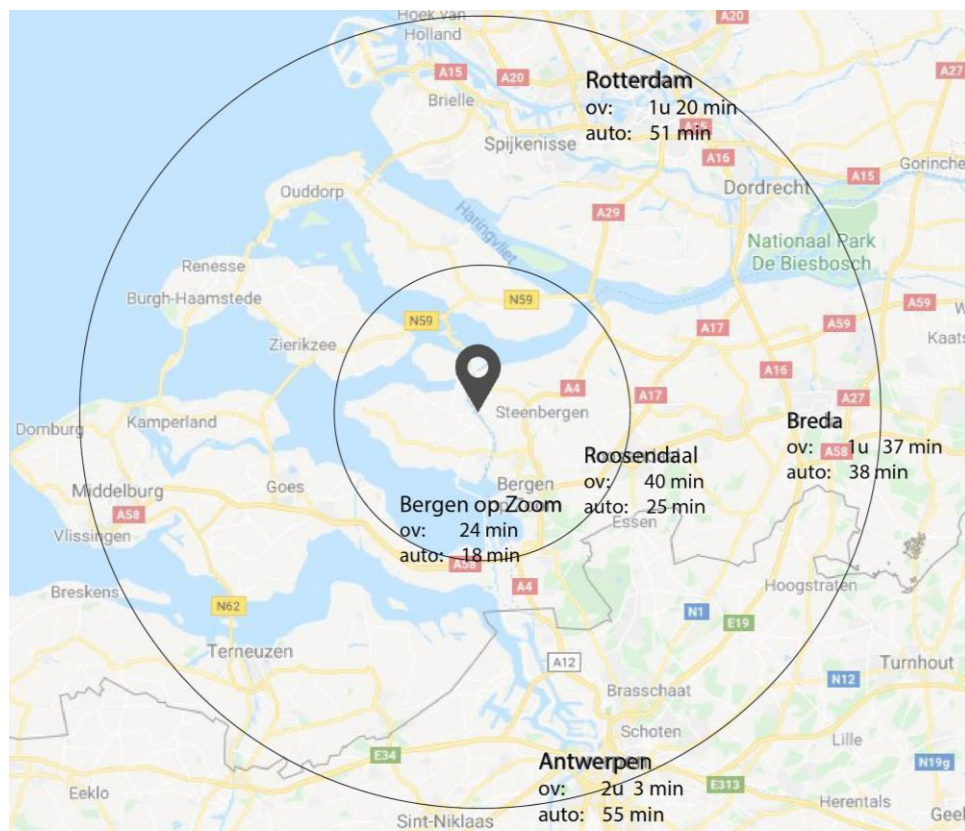 Hoek van
Holland
A20
A15
A20
Rotterdam
ov: 1u 20 min
auto: 51 min
A15
A27
Brielle
Spijkenisse
A16
Gorinche
A15
Dordrecht
Ouddorp
A29
Haringvliet
Nationaal Park
De Biesbosch
Renesse
Burgh-Haamstede
N59
N59
A59
A59
A17
Kaats
Zierikzee
A16
A4
A17
A27
Steenbergen
Kamperland
Domburg
Breda
ov: 1u 37 min
auto: 38 min
A58
Roosendaal
ov: 40 min
auto: 25 min
Middelburg
Goes
Bergen
Bergen op Zoom
ov: 24 min
auto: 18 min
A58
Vlissingen
Essen
A58
A4
Breskens
Hoogstraten
N62
N1
E19
Terneuzen
A12
Turnhout
N12
Brasschaat
Schoten
Lille
E34
Antwerpen
ov: 2u 3 min
auto: 55 min
N19g
E313
Eeklo
Herentals
Sint-Niklaas
Geel